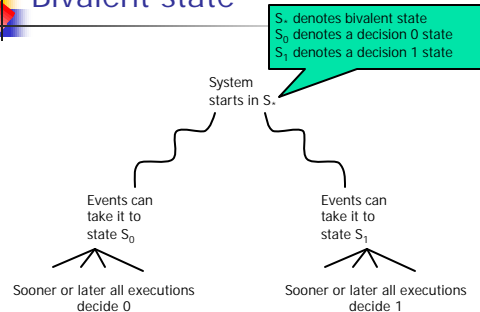 Bivalent state
S* denotes bivalent state
S0 denotes a decision 0 state
S1 denotes a decision 1 state
System
starts in S*
Events can
take it to
state S0
Events can
take it to
state S1
Sooner or later all executions
decide 0
Sooner or later all executions
decide 1